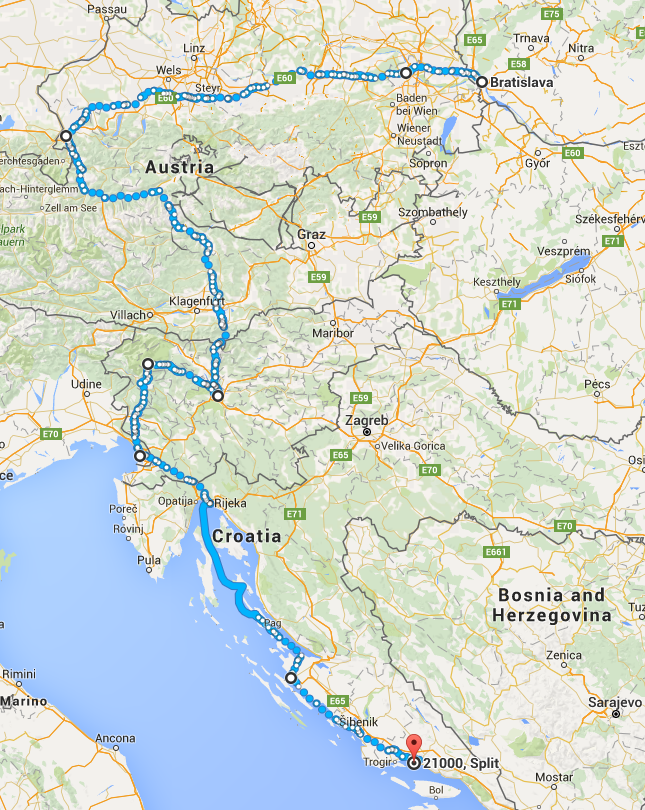 Passau
E75
E65
Trnava
Nitra
Linz
E58
Wels
E60
Bratislava
Steyr
E60
Baden
bei Wien
Wiener
Neustadt
E60
Eszt
Sopron
Győr
erchtesgaden
Austria
ach-Hinterglemm
Zell am See
E59
Szombathely
Székesfehérv
lpark
auern
Graz
E71
Veszprém
E59
Keszthely
Siófok
Klagenfurt
E71
Villach
Maribor
Udine
Pécs
E59
Zagreb
E70
Velika Gorica
E65
E70
Osi
ce
Opatija
Rijeka
Poreč
E71
Rovinj
E70
Croatia
E661
Pula
Bosnia and
Herzegovina
Tuz
a
Pag
Zenica
Rimini
Marino
E65
Sarajevo
Šibenik
Ancona
Trogir
21000, Split
Mostar
Bol